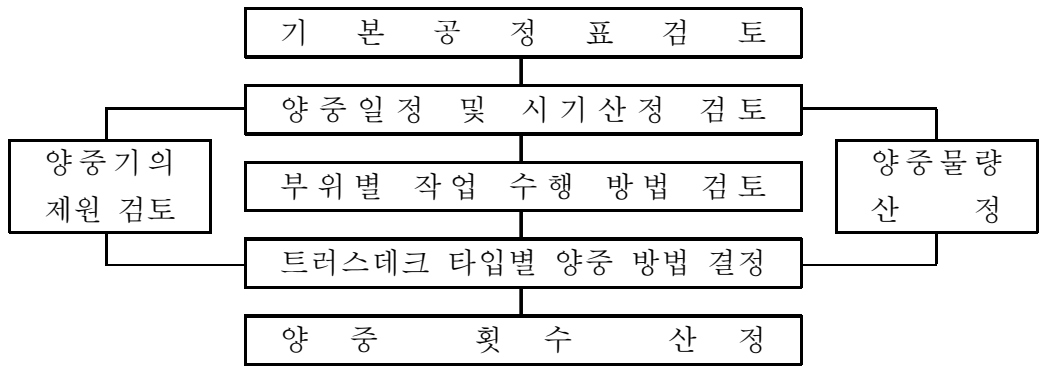 기 본 공 정 표 검 토
양중일정 및 시기산정 검토
양중기의
제원 검토
부위별 작업 수행 방법 검토
양중물량
산 정
트러스데크 타입별 양중 방법 결정
양 중 횟 수 산 정